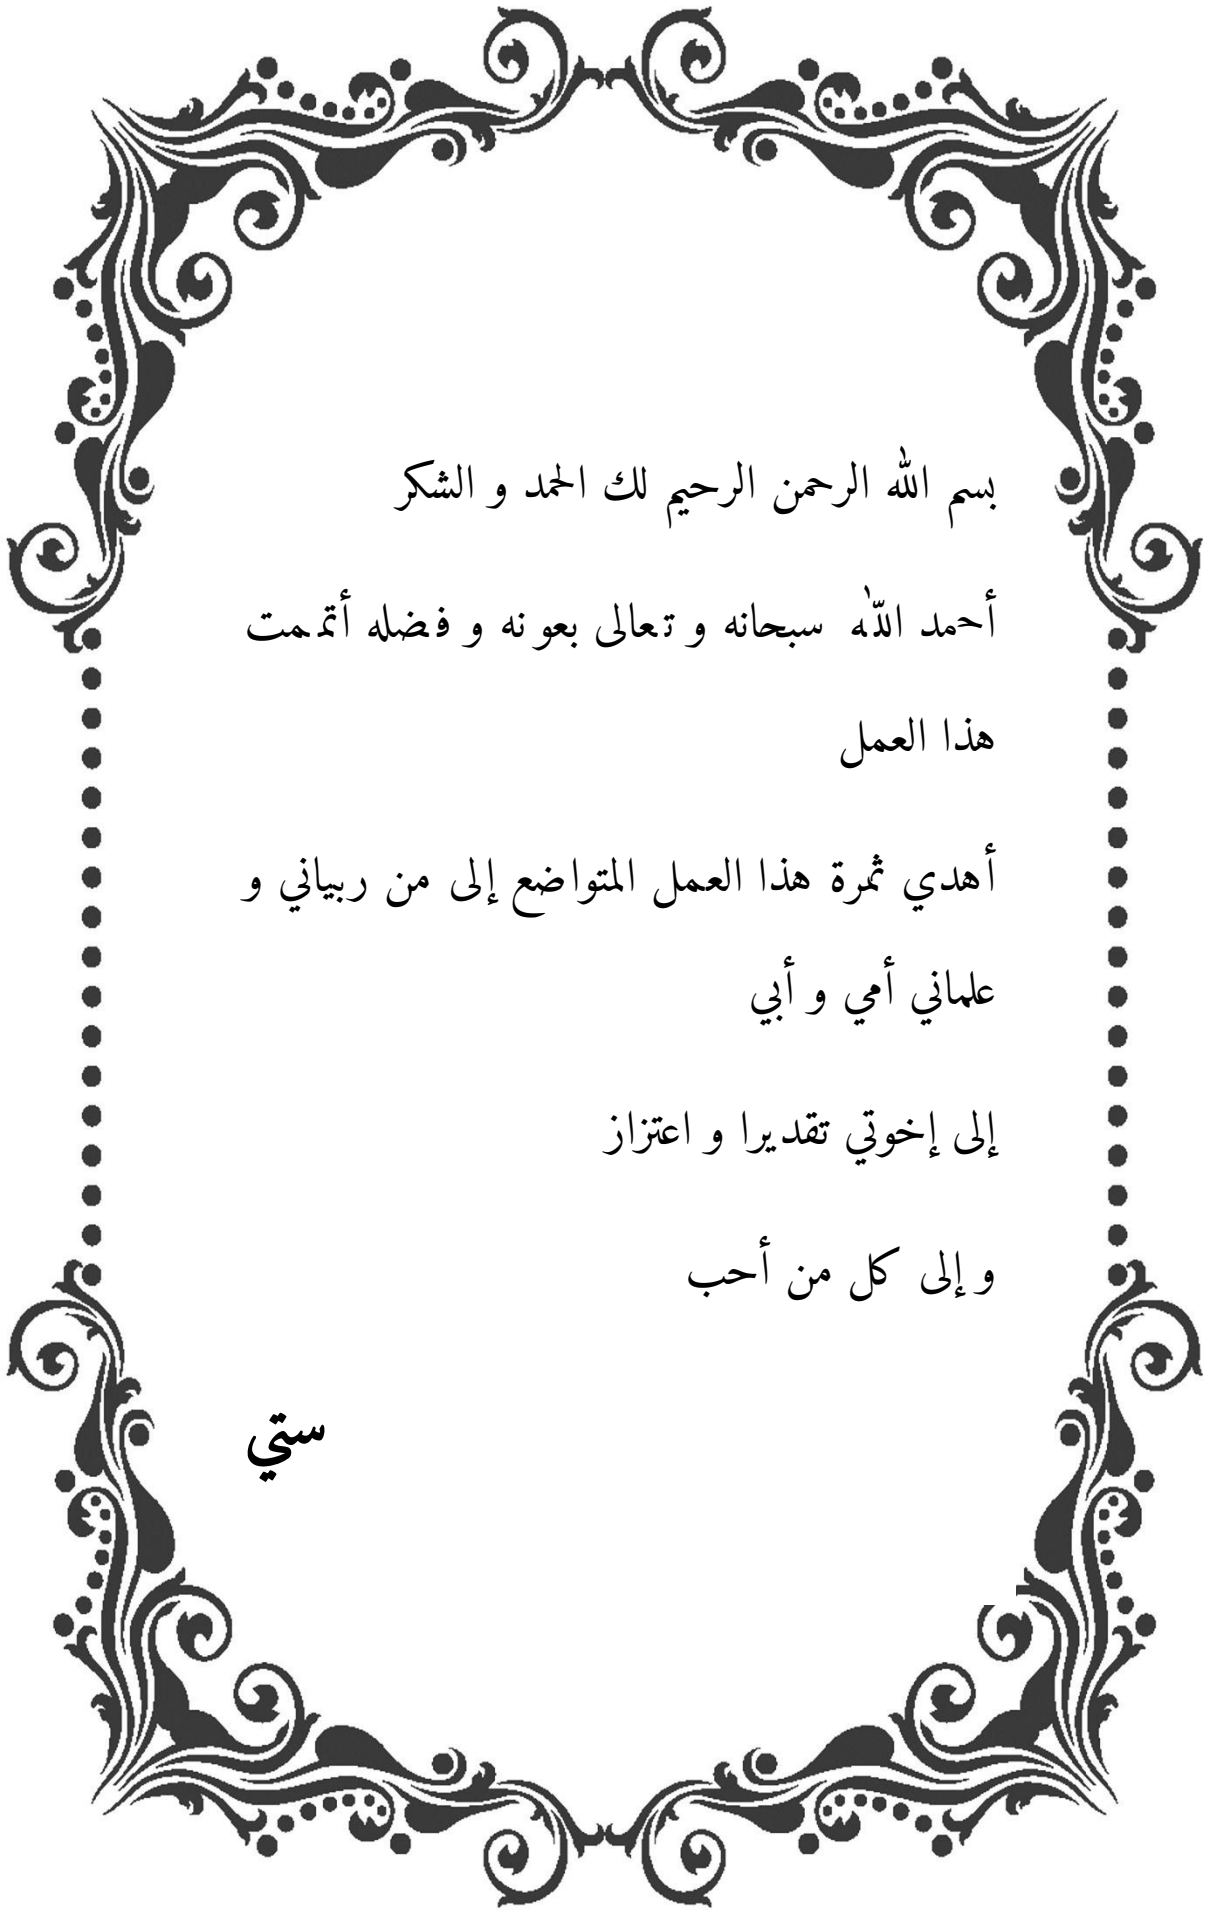 بسم الله الرحمن الرحيم لك الحمد و الشكر
أحمد اللّه سبحانه و تعالى بعونه و فضله أتممت
هذا العمل
أهدي ثمرة هذا العمل المتواضع إلى من ربياني و
علماني أمي و أبي
إلى إخوتي تقديرا و اعتزاز
و إلى كل من أحب
ستي